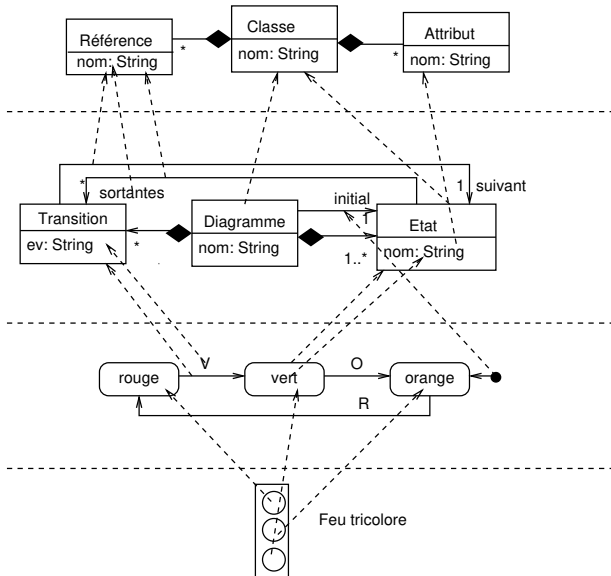 Référence
nom: String
*
Classe
nom: String
*
Attribut
nom: String
*
sortantes
initial
1
1
suivant
Transition
ev: String
*
Diagramme
nom: String
1..*
Etat
nom: String
rouge
V
vert
O
orange
R
Feu tricolore